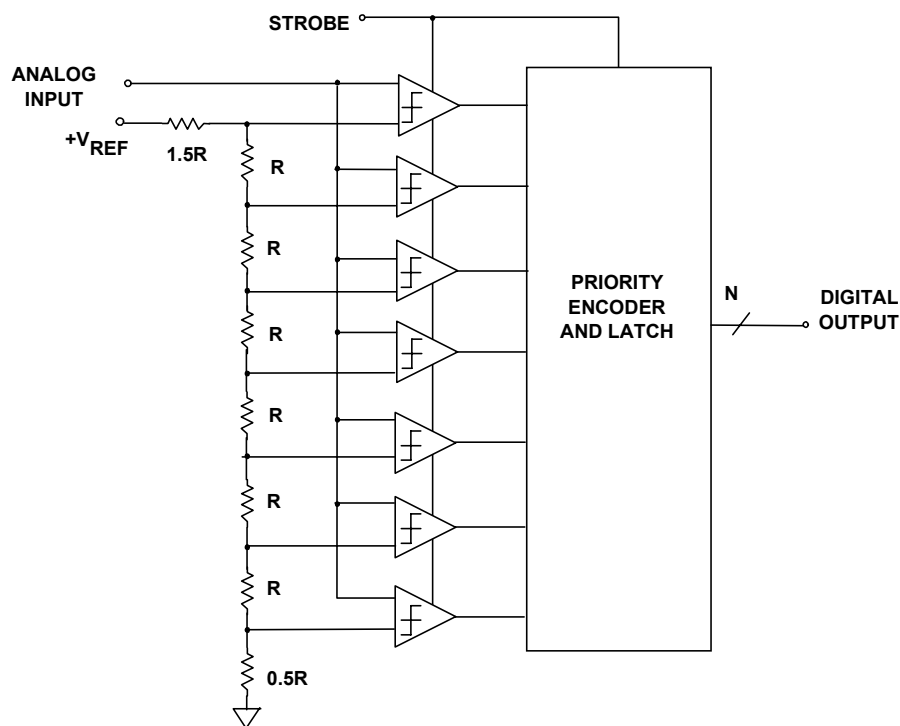 STROBE
ANALOG
INPUT
+VREF
1.5R
R
R
R
R
R
R
0.5R
PRIORITY
ENCODER
AND LATCH
N
DIGITAL
OUTPUT